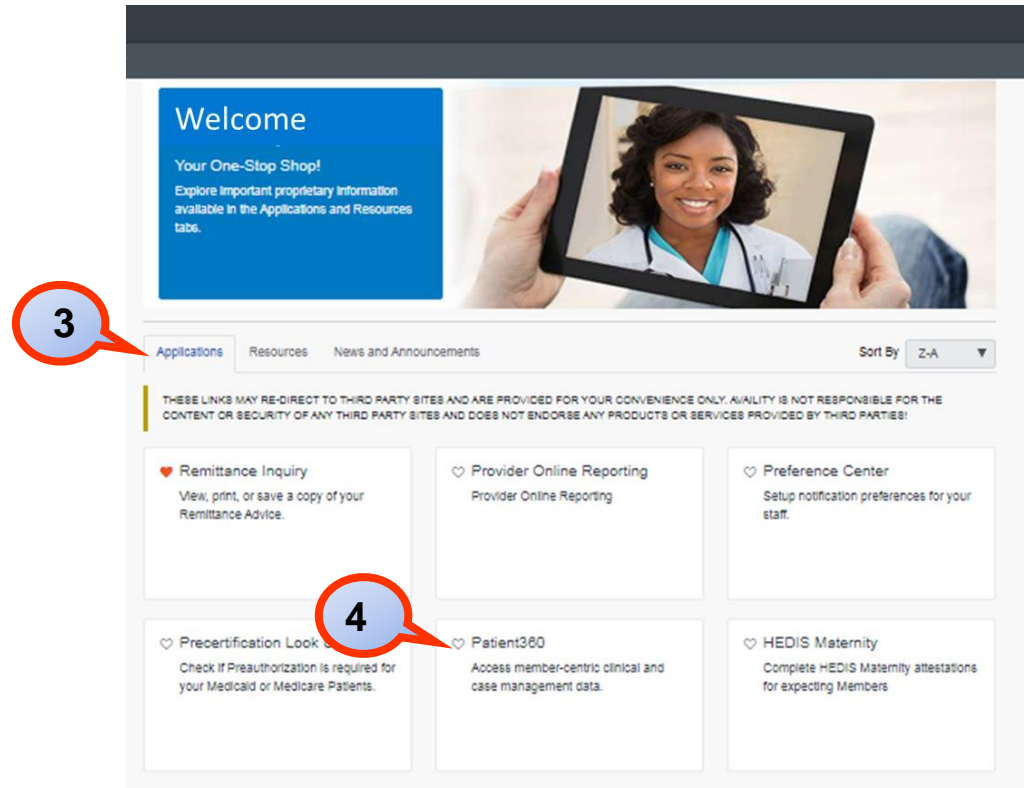 Welcome
Your One-Stop Shop!
Explore important proprietary information
available in the Applications and Resources
tabs.
3
Applications Resources News and Announcements Sort By Z-A
THESE LINKS MAY RE-DIRECT TO THIRD PARTY SITES AND ARE PROVIDED FOR YOUR CONVENIENCE ONLY. AVAILITY IS NOT RESPONSIBLE FOR THE
CONTENT OR SECURITY OF ANY THIRD PARTY SITES AND DOES NOT ENDORSE ANY PRODUCTS OR SERVICES PROVIDED BY THIRD PARTIES!
Remittance Inquiry
View, print, or save a copy of your
Remittance Advice.
Provider Online Reporting
Provider Online Reporting
Preference Center
Setup notification preferences for your
staff.
4
Precertification Look
Check if Preauthorization is required for
your Medicaid or Medicare Patients.
Patient360
Access member-centric clinical and
case management data.
HEDIS Maternity
Complete HEDIS Maternity attestations
for expecting Members